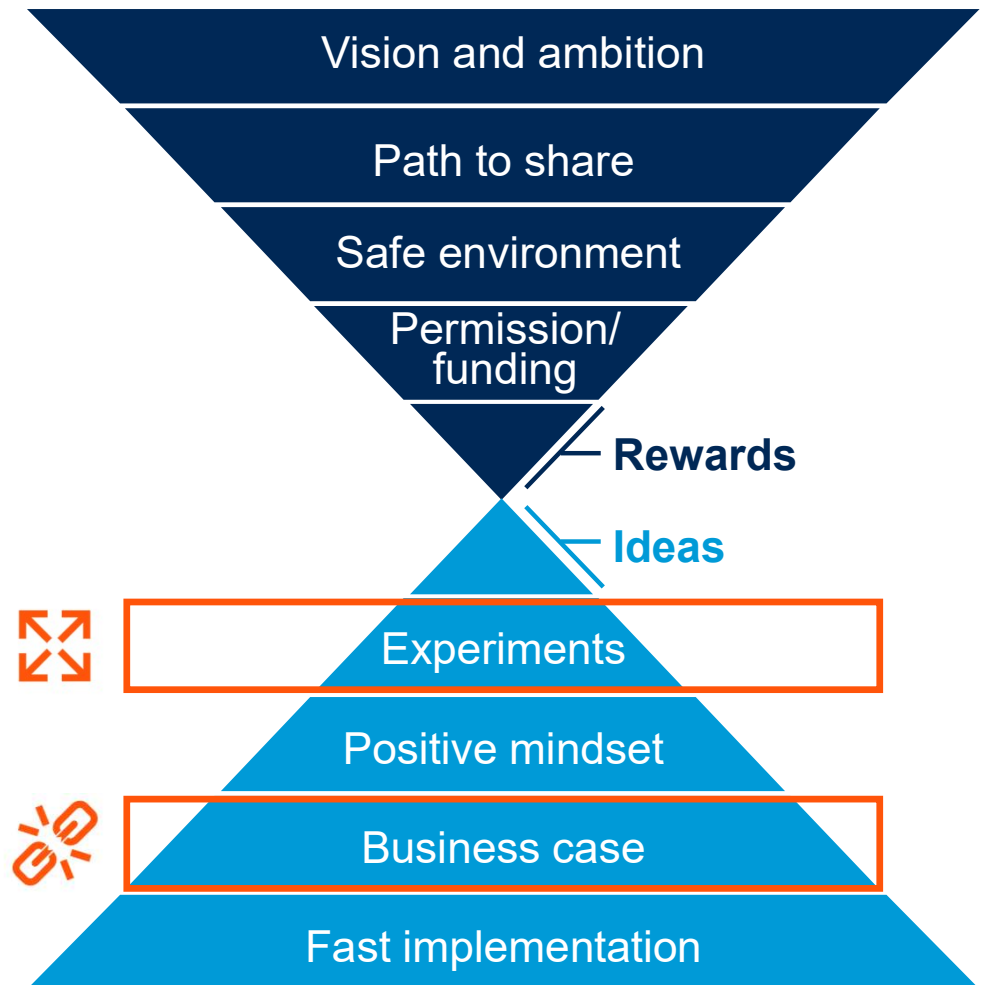 Vision and ambition
Path to share
Safe environment
Permission/
funding
Rewards
Ideas
Experiments
Positive mindset
Business case
Fast implementation